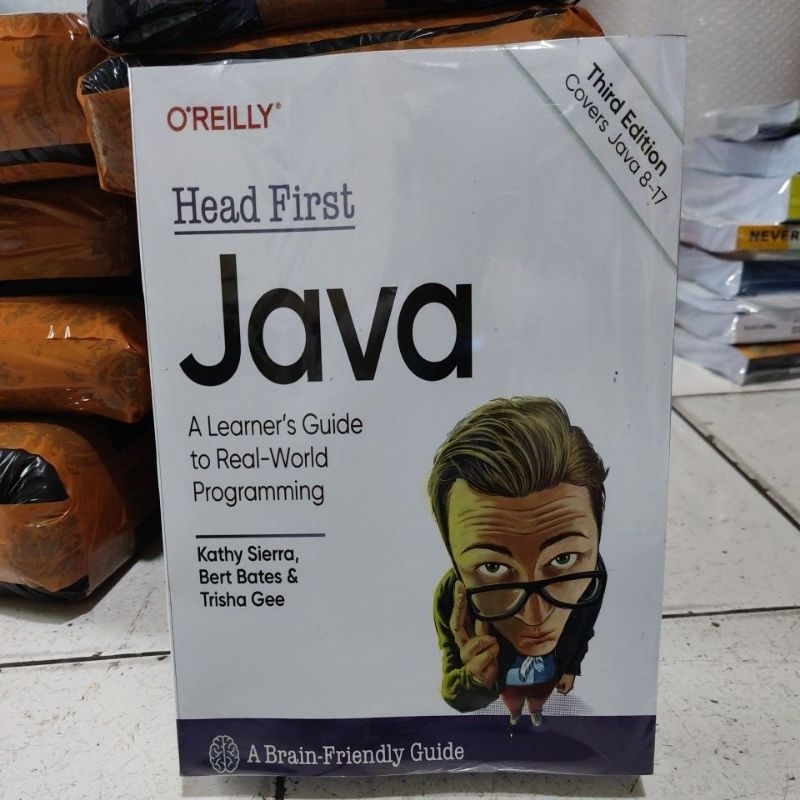 O'REILLY®
Third Edition
Covers Java 8–17
Head First
Java
A Learner's Guide
to Real-World
Programming
Kathy Sierra,
Bert Bates &
Trisha Gee
A Brain-Friendly Guide
NEVER